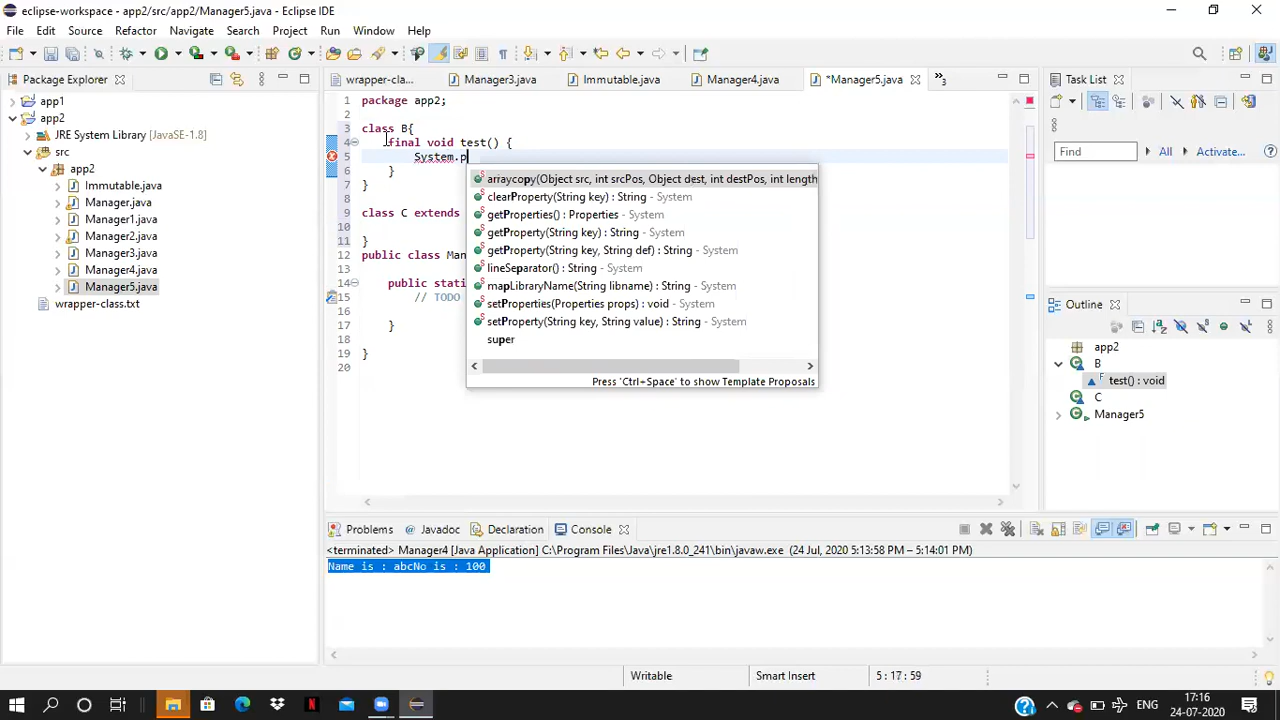 eclipse-workspace - app2/src/app2/Manager5.java - Eclipse IDE
File Edit Source Refactor Navigate Search Project Run Window Help
Package Explorer
app1
app2
JRE System Library [JavaSE-1.8]
src
app2
Immutable.java
Manager.java
Manager1.java
Manager2.java
Manager3.java
Manager4.java
Manager5.java
wrapper-class.txt
wrapper-cla... Manager3.java Immutable.java Manager4.java *Manager5.java »3
1 package app2;
2
3 class B{
4 final void test() {
5 System.p
6 }
7 }
8
9 class C extends
10
11 }
12 public class Man
13
14 public stati
15 // TODO
16
17 }
18
19 }
20
arraycopy(Object src, int srcPos, Object dest, int destPos, int length
clearProperty(String key) : String - System
getProperties() : Properties - System
getProperty(String key) : String - System
getProperty(String key, String def) : String - System
lineSeparator() : String - System
mapLibraryName(String libname) : String - System
setProperties(Properties props) : void - System
setProperty(String key, String value) : String - System
super
Press 'Ctrl+Space' to show Template Proposals
Task List
Find All Activate...
Outline
app2
B
test() : void
C
Manager5
Problems Javadoc Declaration Console
<terminated> Manager4 [Java Application] C:\Program Files\Java\jre1.8.0_241\bin\javaw.exe (24 Jul, 2020 5:13:58 PM – 5:14:01 PM)
Name is : abcNo is : 100
Writable Smart Insert 5 : 17 : 59
ENG 17:16
24-07-2020